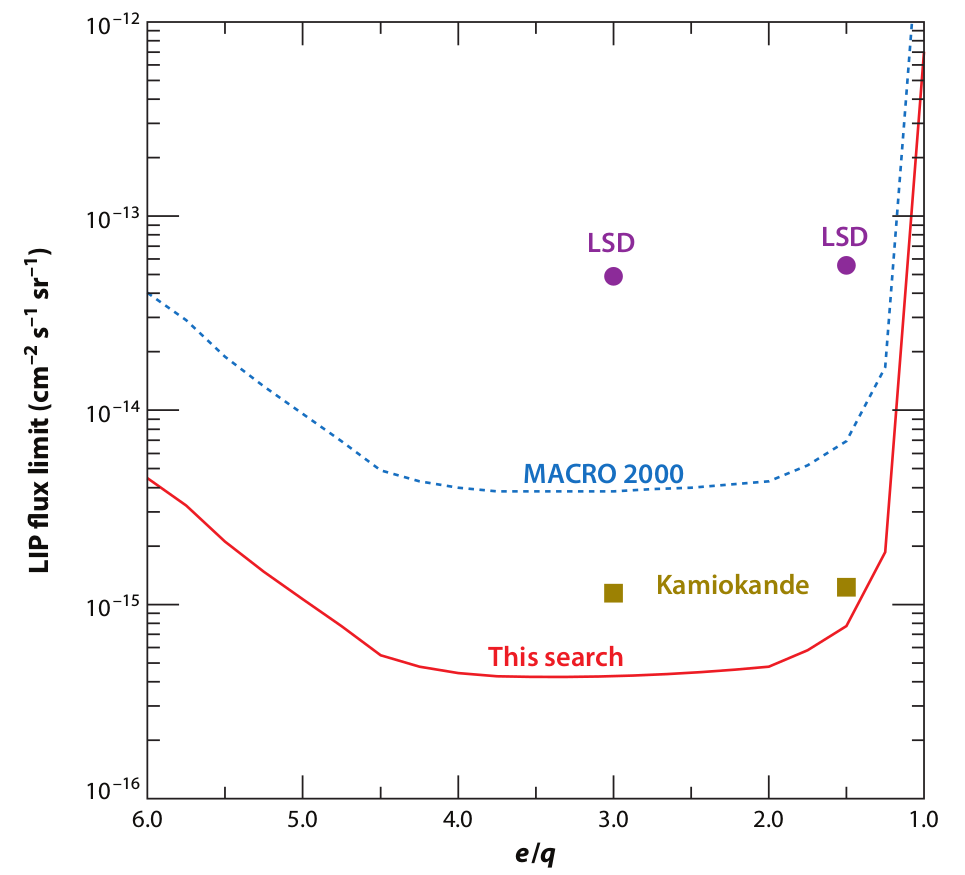 10⁻¹²
10⁻¹³
10⁻¹⁴
10⁻¹⁵
10⁻¹⁶
LIP flux limit (cm⁻² s⁻¹ sr⁻¹)
LSD
LSD
MACRO 2000
Kamiokande
This search
6.0 5.0 4.0 3.0 2.0 1.0
e/q